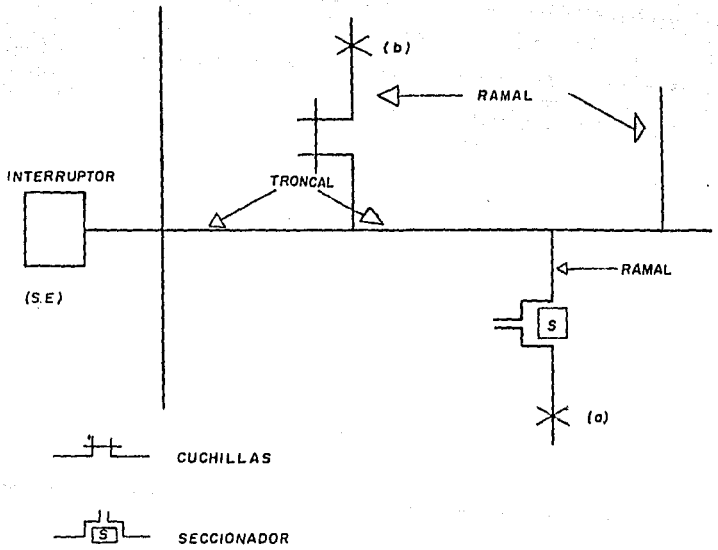 (b)
RAMAL
INTERRUPTOR
TRONCAL
RAMAL
(S.E)
S
(a)
CUCHILLAS
S
SECCIONADOR